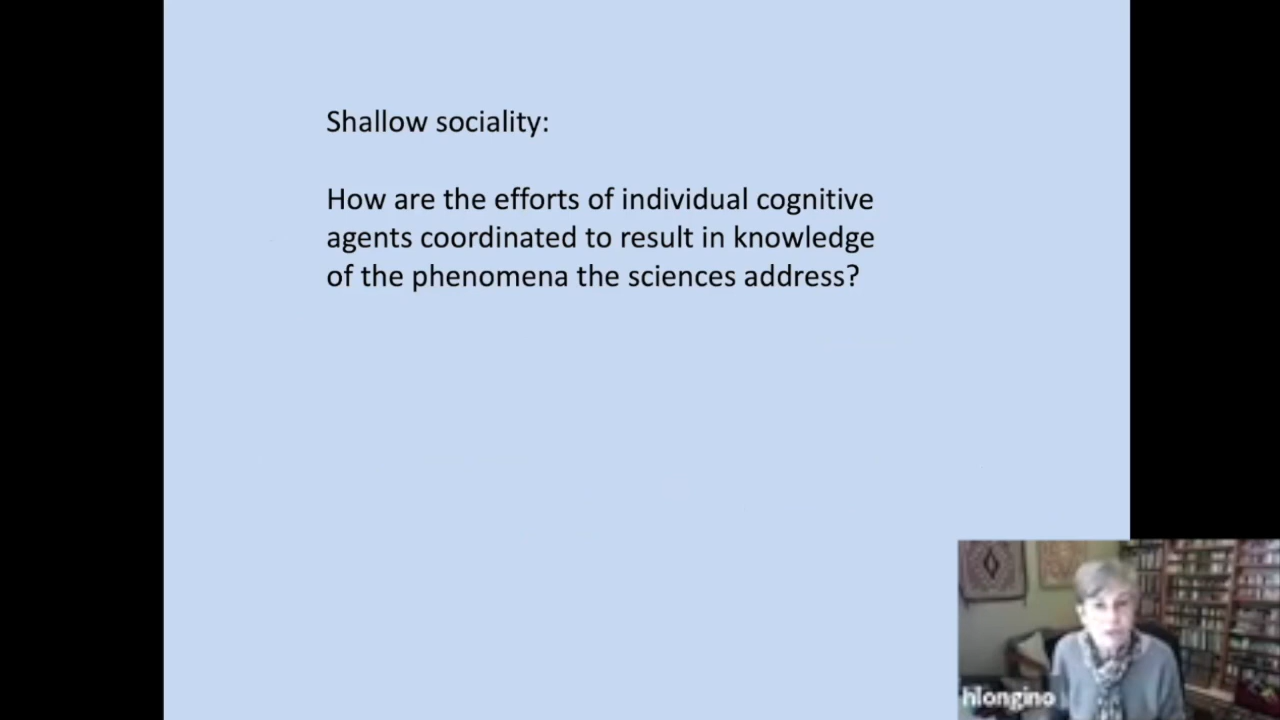 Shallow sociality:
How are the efforts of individual cognitive
agents coordinated to result in knowledge
of the phenomena the sciences address?
hlongino